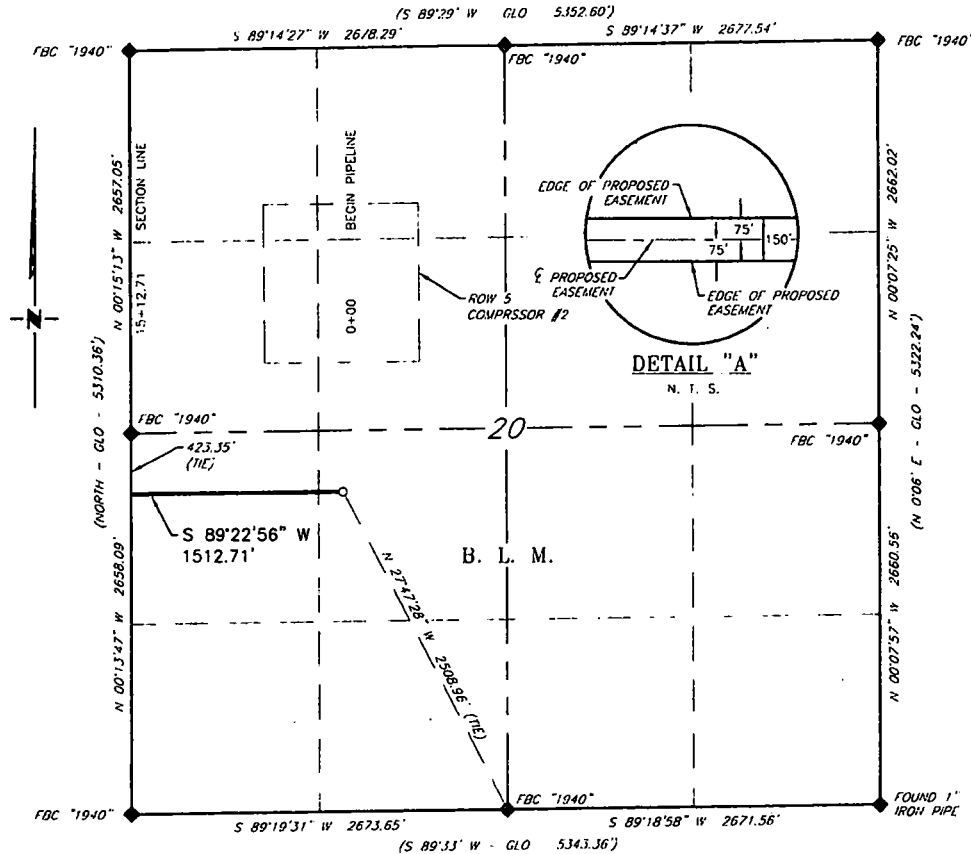 (S 89°29' W GLO 5352.60')
S 89°14'27" W 2678.29'
S 89°14'37" W 2677.54'
FBC "1940"
FBC "1940"
FBC "1940"
N 00°15'13" W 2657.05'
SECTION LINE
15+12.71
BEGIN PIPELINE
0+00
ROW 5
COMPRSSOR #2
EDGE OF PROPOSED
EASEMENT
75'
150'
75'
℄ PROPOSED
EASEMENT
EDGE OF PROPOSED
EASEMENT
DETAIL "A"
N. T. S.
N 00°07'25" W 2662.02'
N
(NORTH - GLO - 5310.36')
(N 0°06' E - GLO - 5322.24')
FBC "1940"
20
FBC "1940"
423.35'
(TIE)
S 89°22'56" W
1512.71'
B. L. M.
N 27°47'28" W 2508.96' (TIE)
N 00°13'47" W 2658.09'
N 00°07'57" W 2660.56'
FBC "1940"
FBC "1940"
FOUND 1"
IRON PIPE
S 89°19'31" W 2673.65'
S 89°18'58" W 2671.56'
(S 89°33' W - GLO 5343.36')